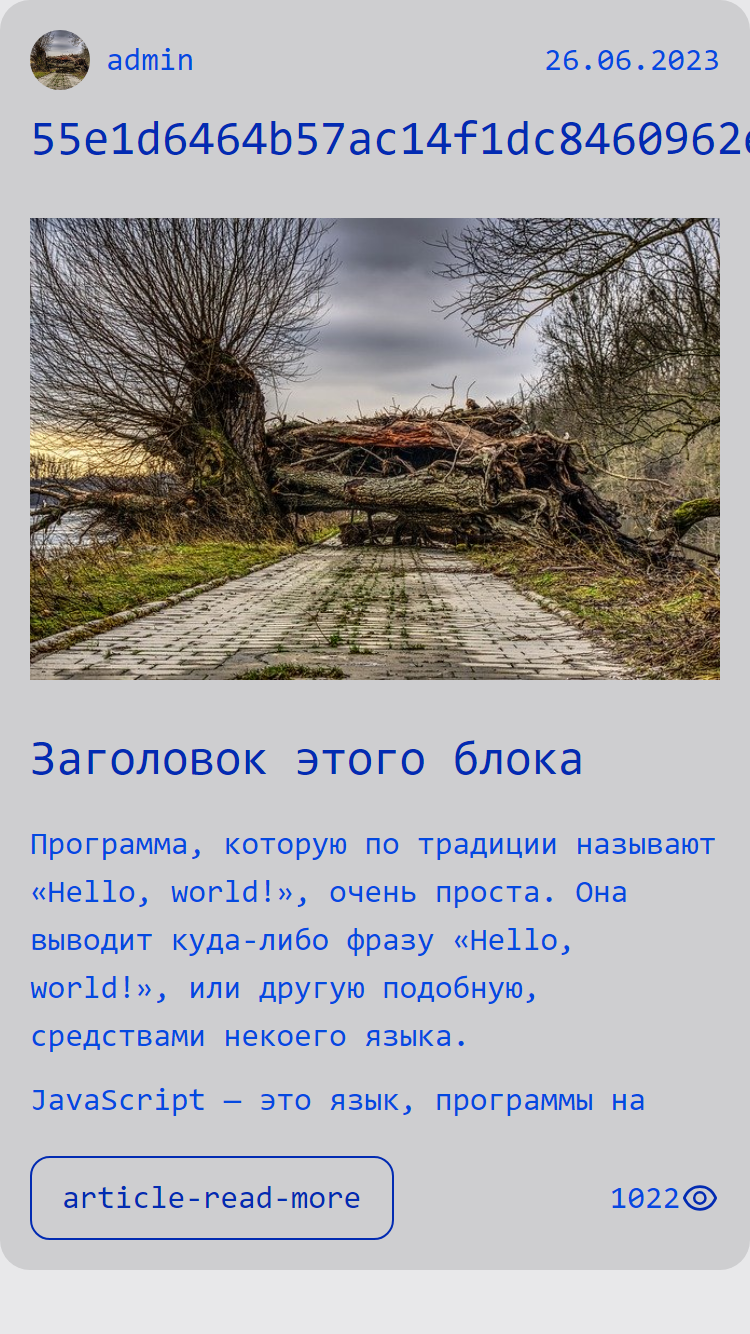 admin 26.06.2023
55e1d6464b57ac14f1dc8460962
Заголовок этого блока
Программа, которую по традиции называют
«Hello, world!», очень проста. Она
выводит куда-либо фразу «Hello,
world!», или другую подобную,
средствами некоего языка.
JavaScript — это язык, программы на
article-read-more 1022